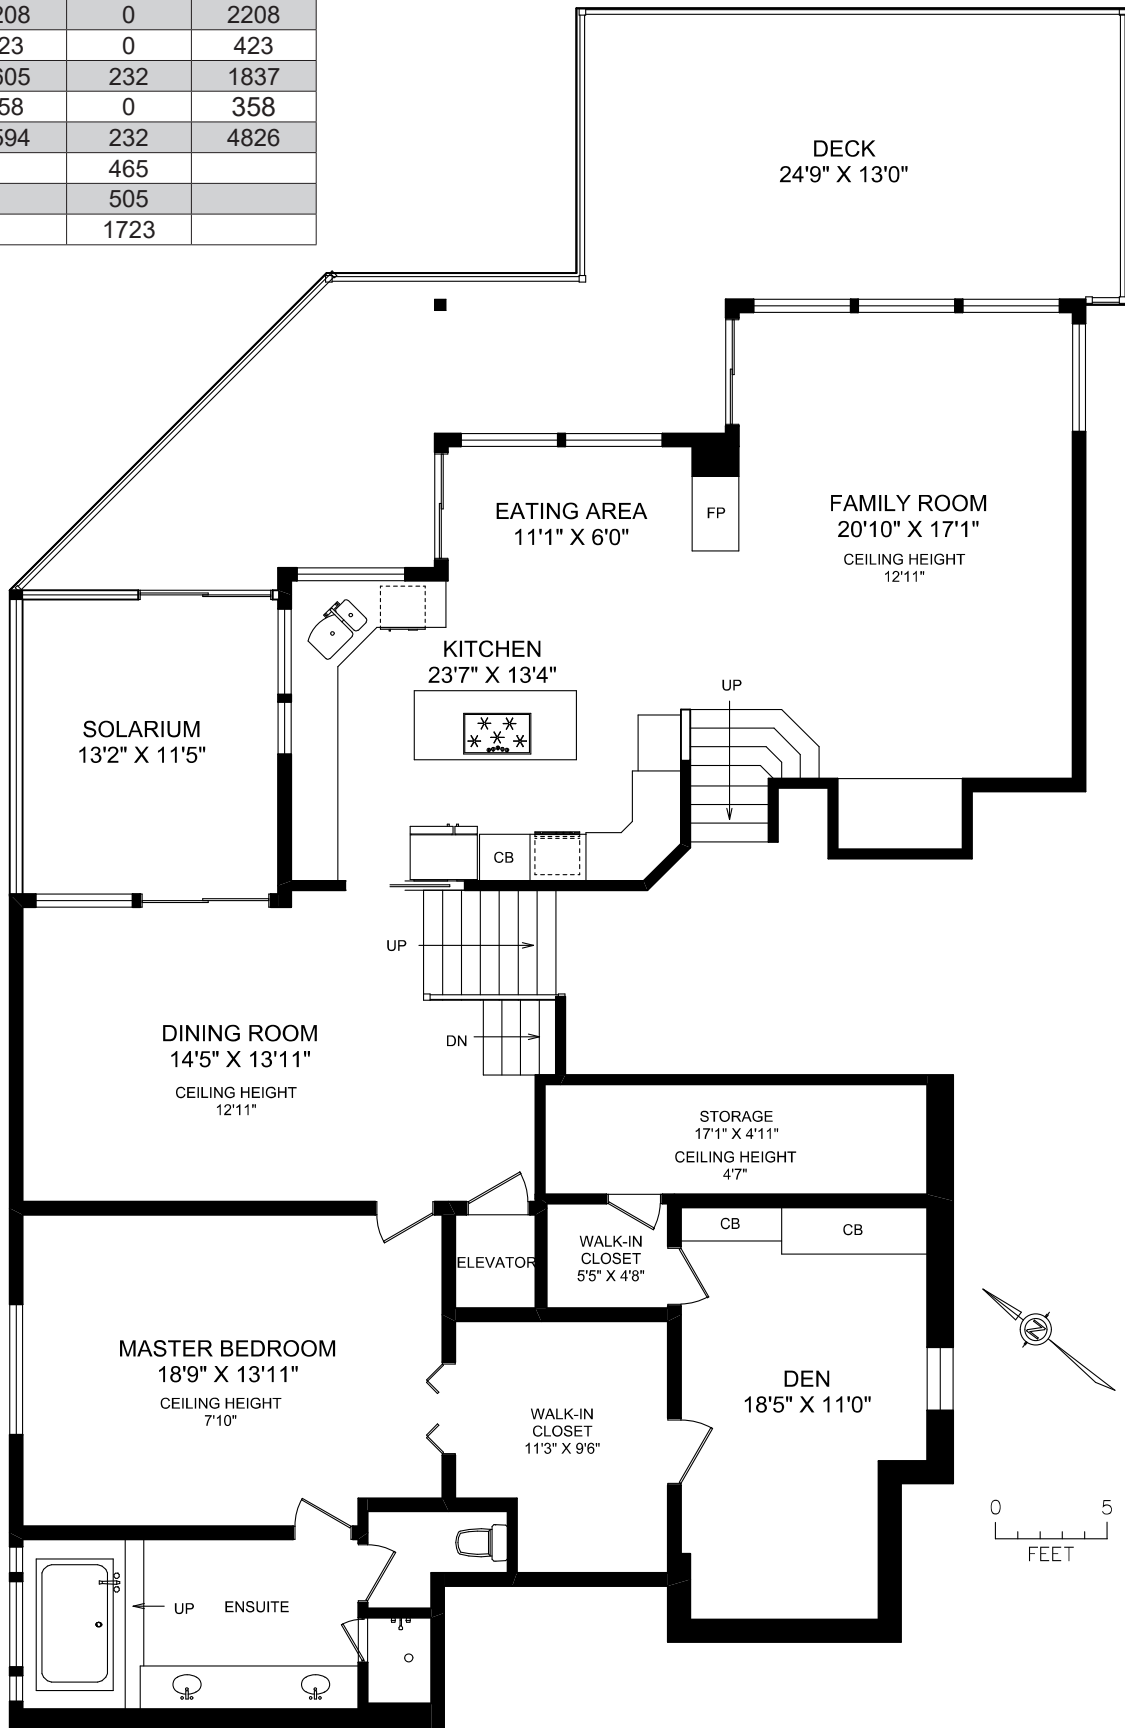 208 0 2208
23 0 423
605 232 1837
58 0 358
594 232 4826
465
505
1723
DECK
24'9" X 13'0"
EATING AREA
11'1" X 6'0"
FP
FAMILY ROOM
20'10" X 17'1"
CEILING HEIGHT
12'11"
KITCHEN
23'7" X 13'4"
UP
SOLARIUM
13'2" X 11'5"
CB
UP
DN
DINING ROOM
14'5" X 13'11"
CEILING HEIGHT
12'11"
STORAGE
17'1" X 4'11"
CEILING HEIGHT
4'7"
ELEVATOR
WALK-IN
CLOSET
5'5" X 4'8"
CB
CB
MASTER BEDROOM
18'9" X 13'11"
CEILING HEIGHT
7'10"
WALK-IN
CLOSET
11'3" X 9'6"
DEN
18'5" X 11'0"
N
0 5
FEET
UP
ENSUITE